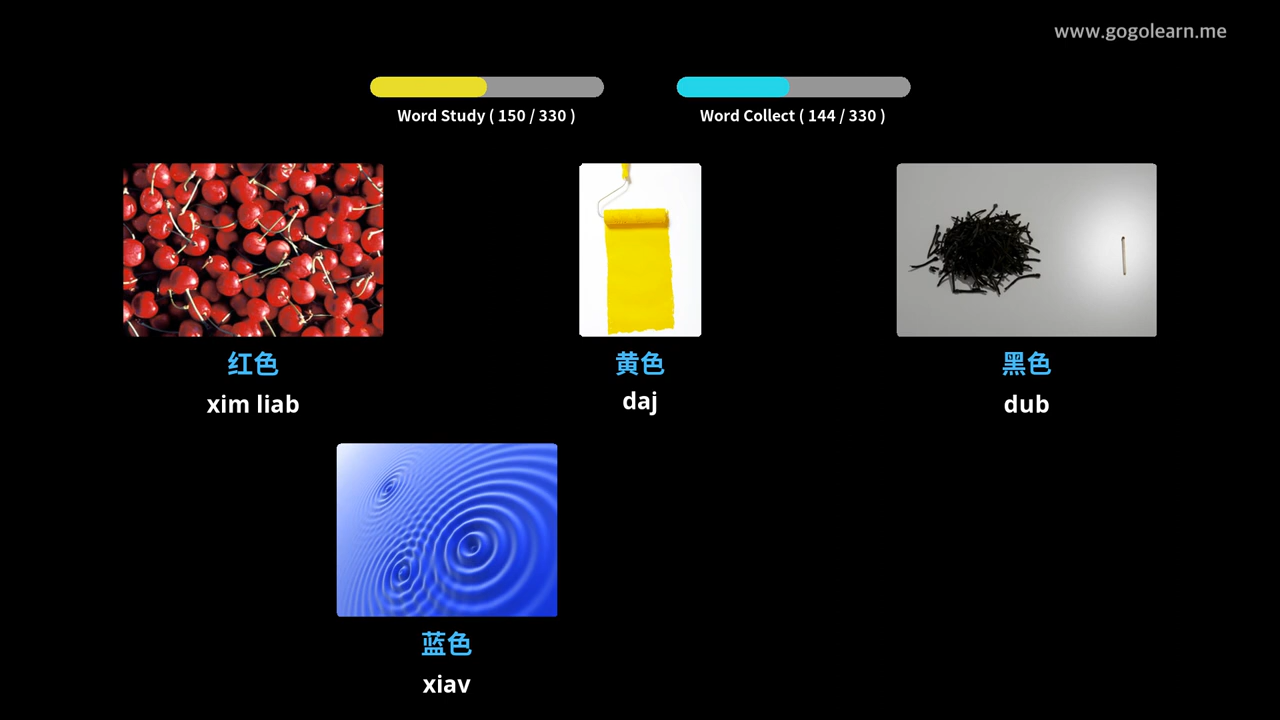 www.gogolearn.me
Word Study ( 150 / 330 )
Word Collect ( 144 / 330 )
红色
xim liab
黄色
daj
黑色
dub
蓝色
xiav